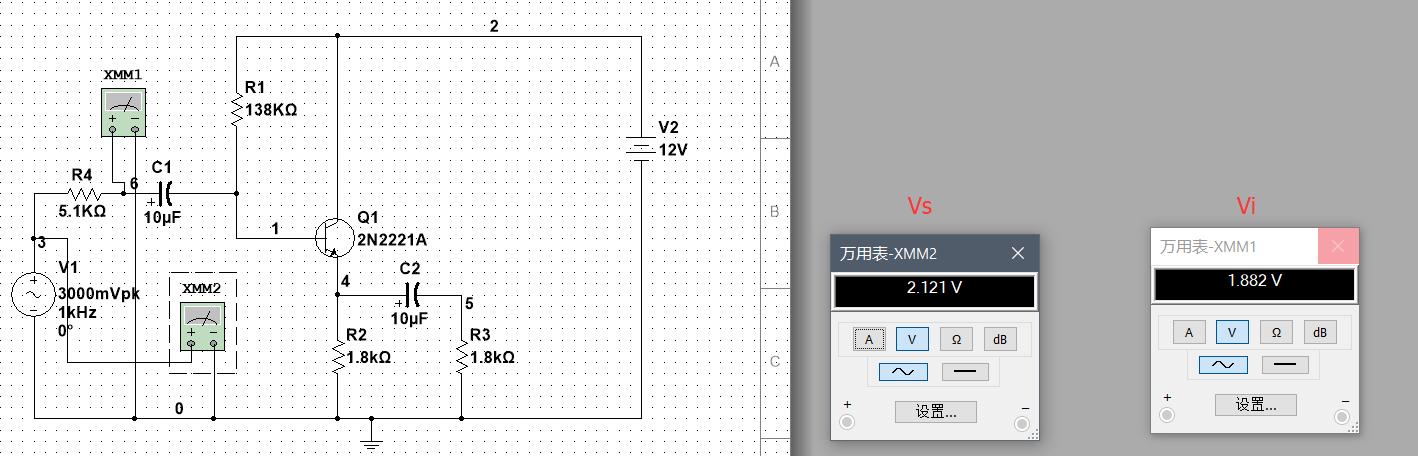 2
A
XMM1
+ −
R1
138KΩ
V2
12V
R4
5.1KΩ
6
C1
+
10µF
B
Vs
Vi
1
Q1
2N2221A
3
V1
+
3000mVpk
1kHz
0°
XMM2
+ −
4
C2
+
10µF
5
R2
1.8kΩ
R3
1.8kΩ
C
0
万用表-XMM2
2.121 V
A V Ω dB
+ −
设置...
万用表-XMM1
1.882 V
A V Ω dB
+ −
设置...